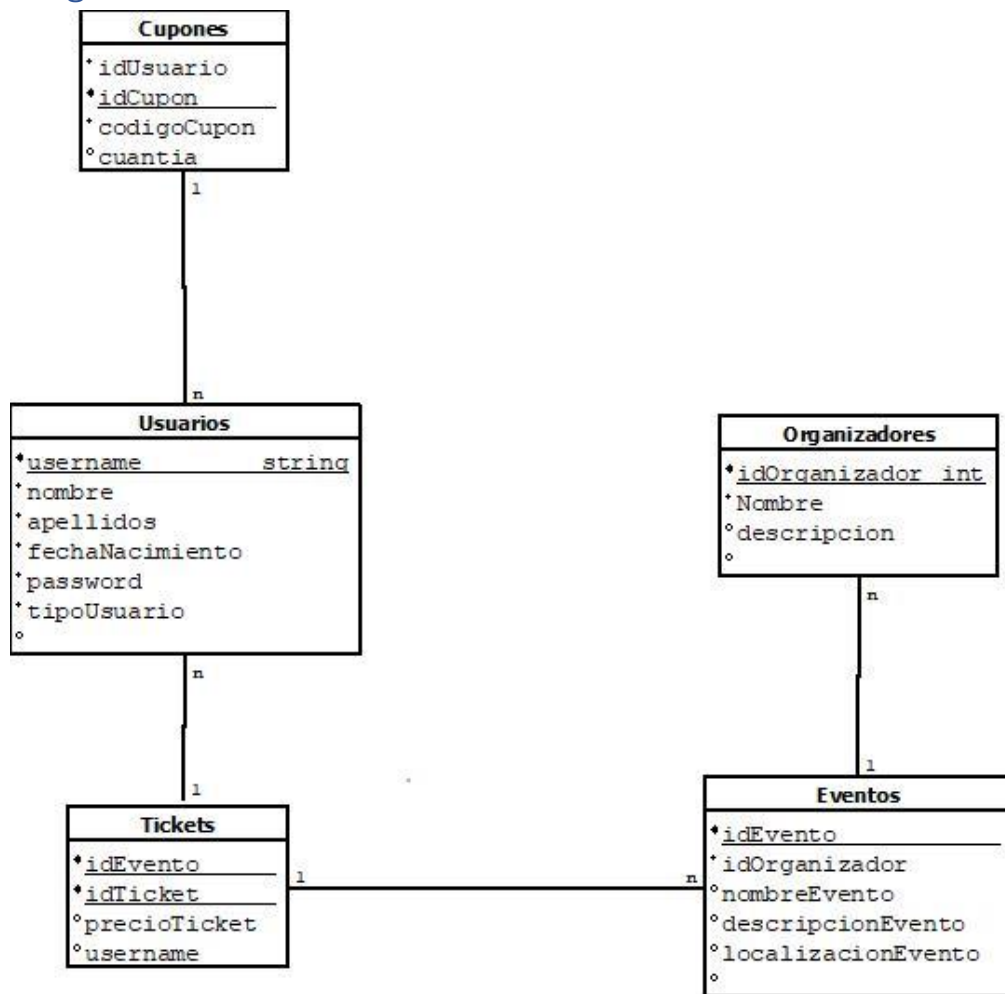 Cupones
idUsuario
idCupon
codigoCupon
cuantia
1
n
Usuarios
username string
nombre
apellidos
fechaNacimiento
password
tipoUsuario
n
1
Tickets
idEvento
idTicket
precioTicket
username
1
n
Organizadores
idOrganizador int
Nombre
descripcion
n
1
Eventos
idEvento
idOrganizador
nombreEvento
descripcionEvento
localizacionEvento